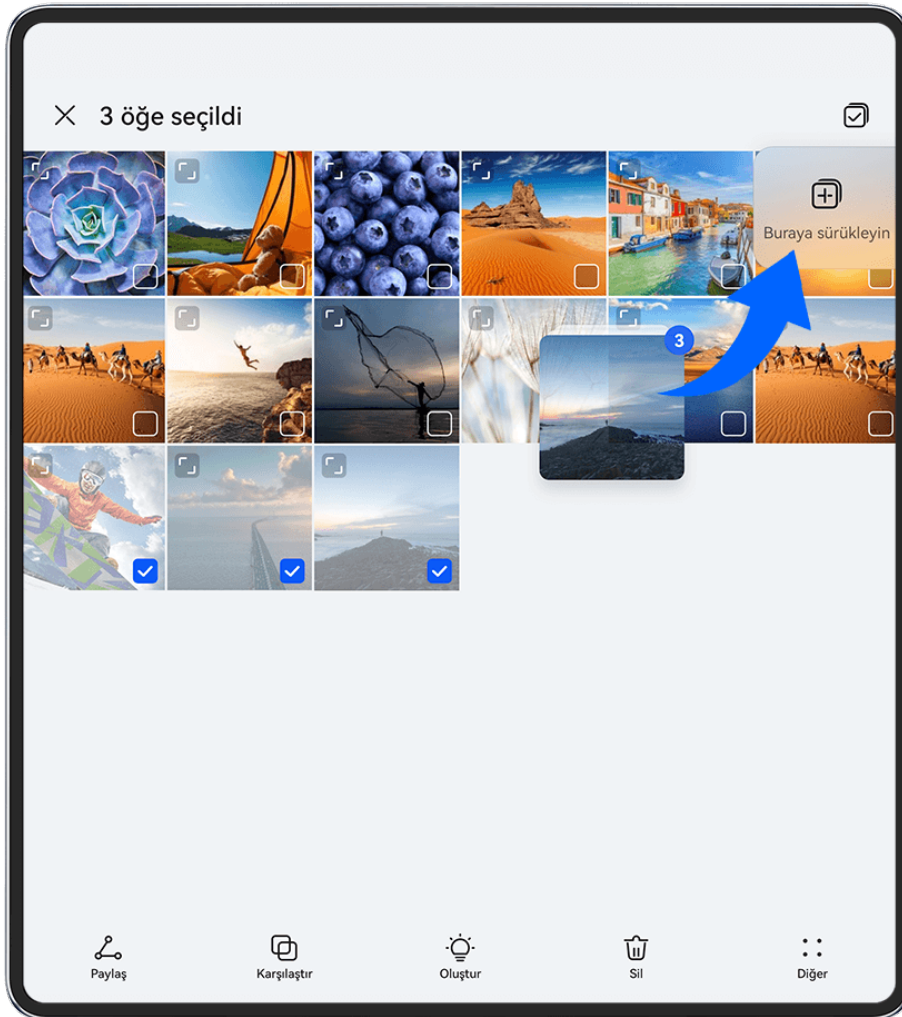 3 öğe seçildi
Buraya sürükleyin
3
Paylaş
Karşılaştır
Oluştur
Sil
Diğer